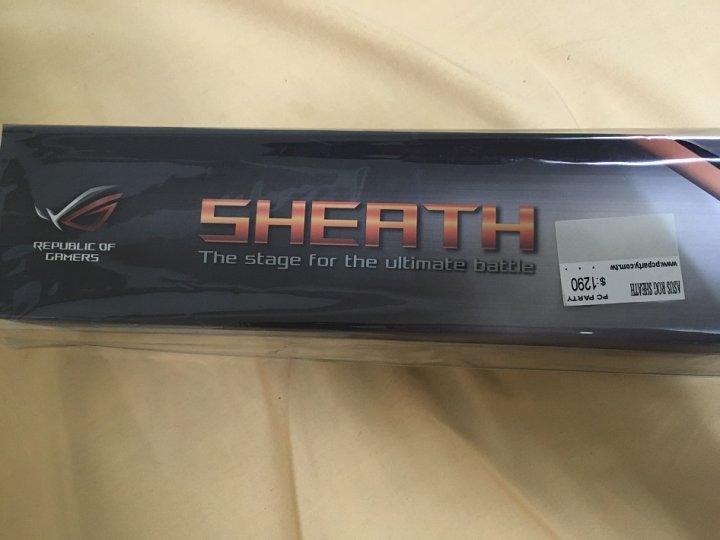 REPUBLIC OF
GAMERS
SHEATH
The stage for the ultimate battle
ASUS ROG SHEATH
www.pcparty.com.tw
PC PARTY
$:1290